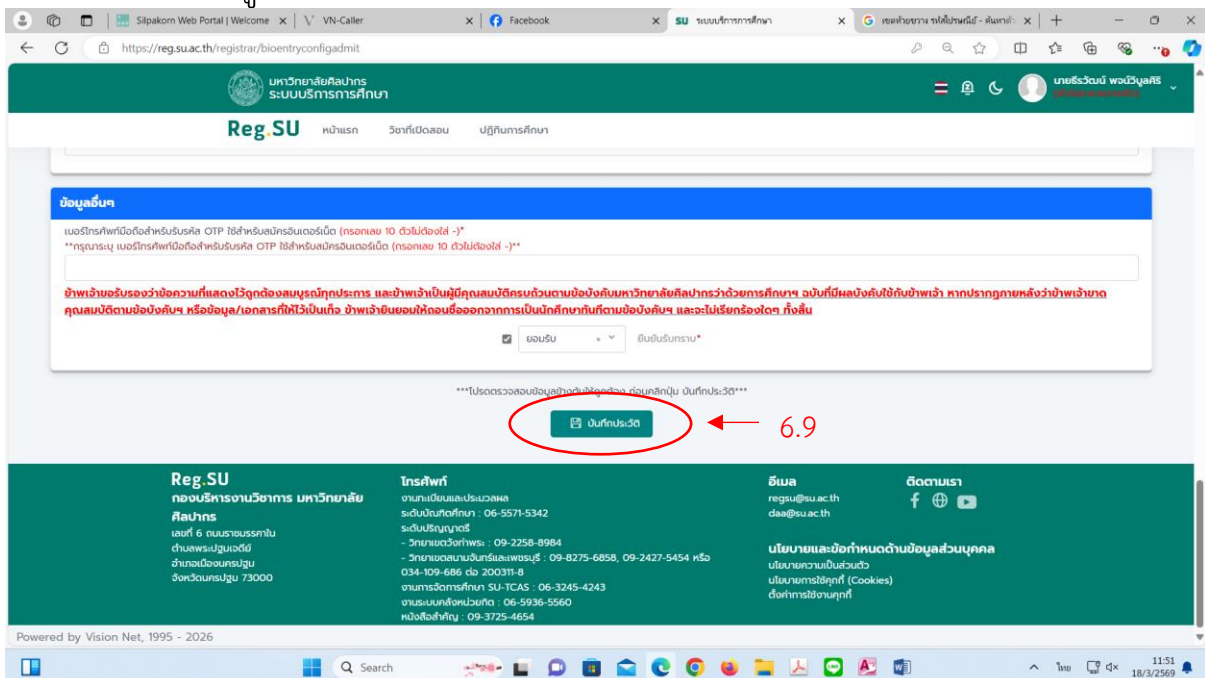 Silpakorn Web Portal | Welcome
VN-Caller
Facebook
SU ระบบบริการการศึกษา
เขตห้วยขวาง รหัสไปรษณีย์ - ค้นหาด้วย
https://reg.su.ac.th/registrar/bioentryconfigadmit
มหาวิทยาลัยศิลปากร
ระบบบริการการศึกษา
นายธีรวัฒน์ พจน์วิบูลศิริ
Reg.SU
หน้าแรก
วิชาที่เปิดสอน
ปฏิทินการศึกษา
ข้อมูลอื่นๆ
เบอร์โทรศัพท์มือถือสำหรับรับรหัส OTP ใช้สำหรับสมัครอินเตอร์เน็ต (กรอกเลข 10 ตัวไม่ต้องใส่ -)*
**กรุณาระบุ เบอร์โทรศัพท์มือถือสำหรับรับรหัส OTP ใช้สำหรับสมัครอินเตอร์เน็ต (กรอกเลข 10 ตัวไม่ต้องใส่ -)**
ข้าพเจ้าขอรับรองว่าข้อความที่แสดงไว้ถูกต้องสมบูรณ์ทุกประการ และข้าพเจ้าเป็นผู้มีคุณสมบัติครบถ้วนตามข้อบังคับมหาวิทยาลัยศิลปากรว่าด้วยการศึกษาฯ ฉบับที่มีผลบังคับใช้กับข้าพเจ้า หากปรากฏภายหลังว่าข้าพเจ้าขาด
คุณสมบัติตามข้อบังคับฯ หรือข้อมูล/เอกสารที่ให้ไว้เป็นเท็จ ข้าพเจ้ายินยอมให้ถอนชื่อออกจากการเป็นนักศึกษาทันทีตามข้อบังคับฯ และจะไม่เรียกร้องใดๆ ทั้งสิ้น
ยอมรับ
ยืนยันรับทราบ*
***โปรดตรวจสอบข้อมูลข้างต้นให้ถูกต้อง ก่อนคลิกปุ่ม บันทึกประวัติ***
บันทึกประวัติ
6.9
Reg.SU
กองบริหารงานวิชาการ มหาวิทยาลัย
ศิลปากร
เลขที่ 6 ถนนราชมรรคาใน
ตำบลพระปฐมเจดีย์
อำเภอเมืองนครปฐม
จังหวัดนครปฐม 73000
โทรศัพท์
งานทะเบียนและประมวลผล
ระดับบัณฑิตศึกษา : 06-5571-5342
ระดับปริญญาตรี
- วิทยาเขตวังท่าพระ : 09-2258-8984
- วิทยาเขตสนามจันทร์และเพชรบุรี : 09-8275-6858, 09-2427-5454 หรือ
034-109-686 ต่อ 200311-8
งานการจัดการศึกษา SU-TCAS : 06-3245-4243
งานระบบคลังหน่วยกิต : 06-5936-5560
หนังสือสำคัญ : 09-3725-4654
อีเมล
regsu@su.ac.th
daa@su.ac.th
ติดตามเรา
นโยบายและข้อกำหนดด้านข้อมูลส่วนบุคคล
นโยบายความเป็นส่วนตัว
นโยบายการใช้คุกกี้ (Cookies)
ตั้งค่าการใช้งานคุกกี้
Powered by Vision Net, 1995 - 2026
Search
ไทย
11:51
18/3/2569